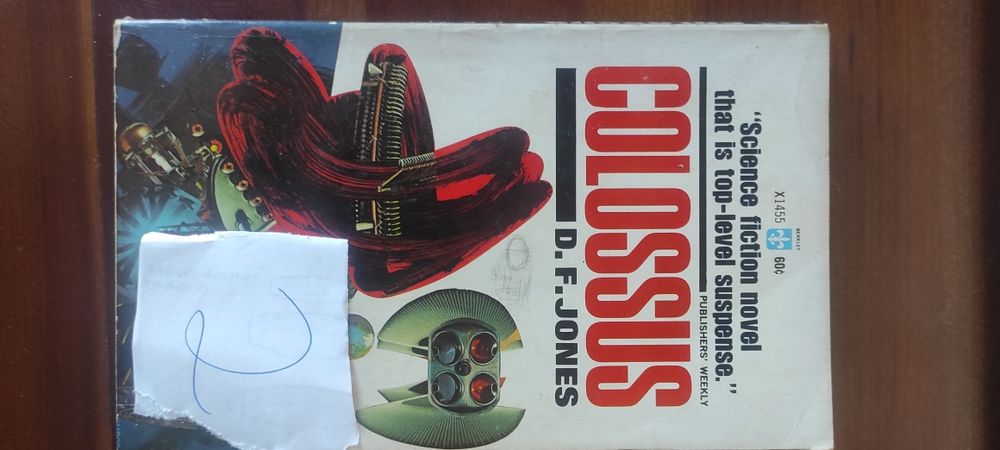 X1455
BERKLEY
60¢
"Science fiction novel
that is top-level suspense."
PUBLISHERS' WEEKLY
COLOSSUS
D. F. JONES